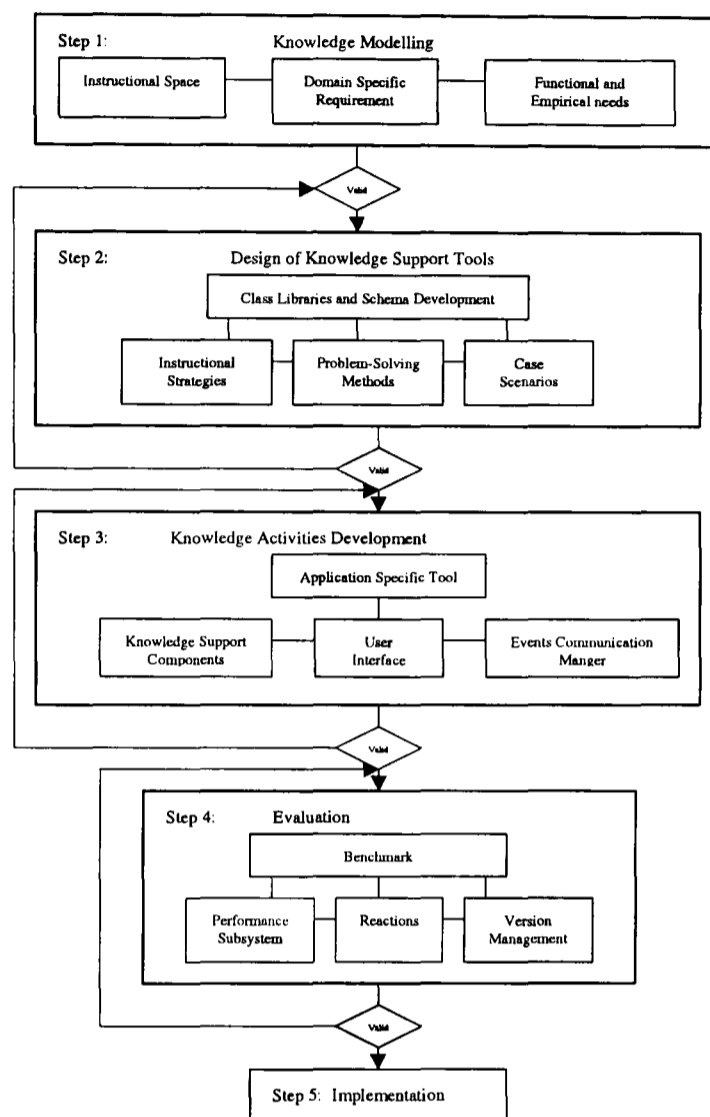 Step 1: Knowledge Modelling
Instructional Space
Domain Specific
Requirement
Functional and
Empirical needs
Valid
Step 2: Design of Knowledge Support Tools
Class Libraries and Schema Development
Instructional
Strategies
Problem-Solving
Methods
Case
Scenarios
Valid
Step 3: Knowledge Activities Development
Application Specific Tool
Knowledge Support
Components
User
Interface
Events Communication
Manger
Valid
Step 4: Evaluation
Benchmark
Performance
Subsystem
Reactions
Version
Management
Valid
Step 5: Implementation